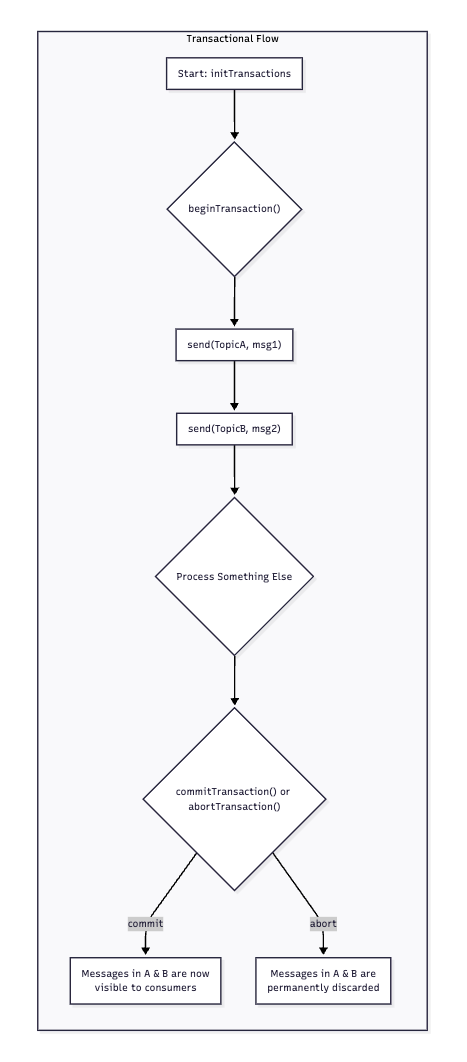 Transactional Flow
Start: initTransactions
beginTransaction()
send(TopicA, msg1)
send(TopicB, msg2)
Process Something Else
commitTransaction() or
abortTransaction()
commit
abort
Messages in A & B are now
visible to consumers
Messages in A & B are
permanently discarded